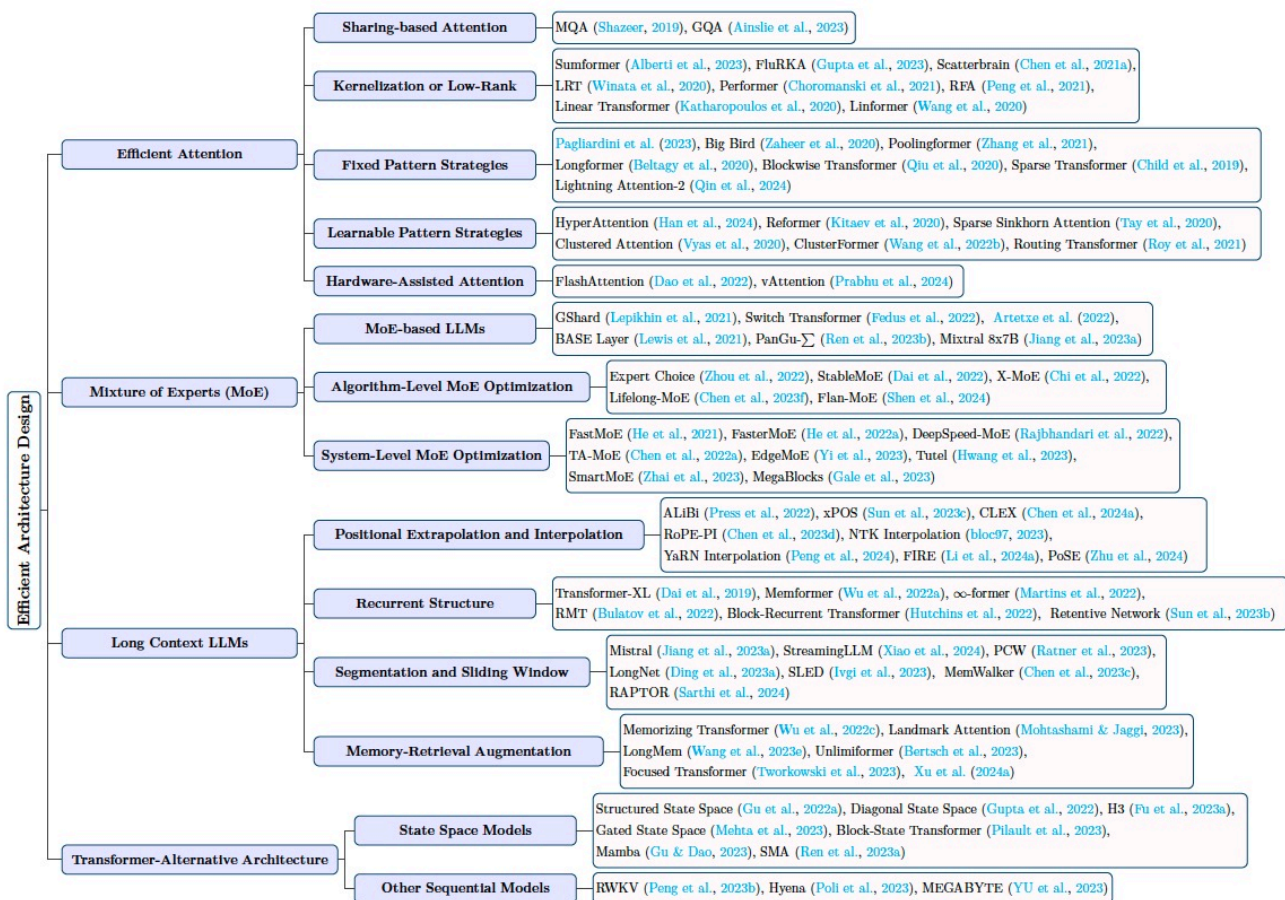 Efficient Architecture Design
Efficient Attention
Sharing-based Attention
MQA (Shazeer, 2019), GQA (Ainslie et al., 2023)
Kernelization or Low-Rank
Sumformer (Alberti et al., 2023), FluRKA (Gupta et al., 2023), Scatterbrain (Chen et al., 2021a),
LRT (Winata et al., 2020), Performer (Choromanski et al., 2021), RFA (Peng et al., 2021),
Linear Transformer (Katharopoulos et al., 2020), Linformer (Wang et al., 2020)
Fixed Pattern Strategies
Pagliardini et al. (2023), Big Bird (Zaheer et al., 2020), Poolingformer (Zhang et al., 2021),
Longformer (Beltagy et al., 2020), Blockwise Transformer (Qiu et al., 2020), Sparse Transformer (Child et al., 2019),
Lightning Attention-2 (Qin et al., 2024)
Learnable Pattern Strategies
HyperAttention (Han et al., 2024), Reformer (Kitaev et al., 2020), Sparse Sinkhorn Attention (Tay et al., 2020),
Clustered Attention (Vyas et al., 2020), ClusterFormer (Wang et al., 2022b), Routing Transformer (Roy et al., 2021)
Hardware-Assisted Attention
FlashAttention (Dao et al., 2022), vAttention (Prabhu et al., 2024)
Mixture of Experts (MoE)
MoE-based LLMs
GShard (Lepikhin et al., 2021), Switch Transformer (Fedus et al., 2022), Artetxe et al. (2022),
BASE Layer (Lewis et al., 2021), PanGu-∑ (Ren et al., 2023b), Mixtral 8x7B (Jiang et al., 2023a)
Algorithm-Level MoE Optimization
Expert Choice (Zhou et al., 2022), StableMoE (Dai et al., 2022), X-MoE (Chi et al., 2022),
Lifelong-MoE (Chen et al., 2023f), Flan-MoE (Shen et al., 2024)
System-Level MoE Optimization
FastMoE (He et al., 2021), FasterMoE (He et al., 2022a), DeepSpeed-MoE (Rajbhandari et al., 2022),
TA-MoE (Chen et al., 2022a), EdgeMoE (Yi et al., 2023), Tutel (Hwang et al., 2023),
SmartMoE (Zhai et al., 2023), MegaBlocks (Gale et al., 2023)
Long Context LLMs
Positional Extrapolation and Interpolation
ALiBi (Press et al., 2022), xPOS (Sun et al., 2023c), CLEX (Chen et al., 2024a),
RoPE-PI (Chen et al., 2023d), NTK Interpolation (bloc97, 2023),
YaRN Interpolation (Peng et al., 2024), FIRE (Li et al., 2024a), PoSE (Zhu et al., 2024)
Recurrent Structure
Transformer-XL (Dai et al., 2019), Memformer (Wu et al., 2022a), ∞-former (Martins et al., 2022),
RMT (Bulatov et al., 2022), Block-Recurrent Transformer (Hutchins et al., 2022), Retentive Network (Sun et al., 2023b)
Segmentation and Sliding Window
Mistral (Jiang et al., 2023a), StreamingLLM (Xiao et al., 2024), PCW (Ratner et al., 2023),
LongNet (Ding et al., 2023a), SLED (Ivgi et al., 2023), MemWalker (Chen et al., 2023c),
RAPTOR (Sarthi et al., 2024)
Memory-Retrieval Augmentation
Memorizing Transformer (Wu et al., 2022c), Landmark Attention (Mohtashami & Jaggi, 2023),
LongMem (Wang et al., 2023e), Unlimiformer (Bertsch et al., 2023),
Focused Transformer (Tworkowski et al., 2023), Xu et al. (2024a)
Transformer-Alternative Architecture
State Space Models
Structured State Space (Gu et al., 2022a), Diagonal State Space (Gupta et al., 2022), H3 (Fu et al., 2023a),
Gated State Space (Mehta et al., 2023), Block-State Transformer (Pilault et al., 2023),
Mamba (Gu & Dao, 2023), SMA (Ren et al., 2023a)
Other Sequential Models
RWKV (Peng et al., 2023b), Hyena (Poli et al., 2023), MEGABYTE (YU et al., 2023)